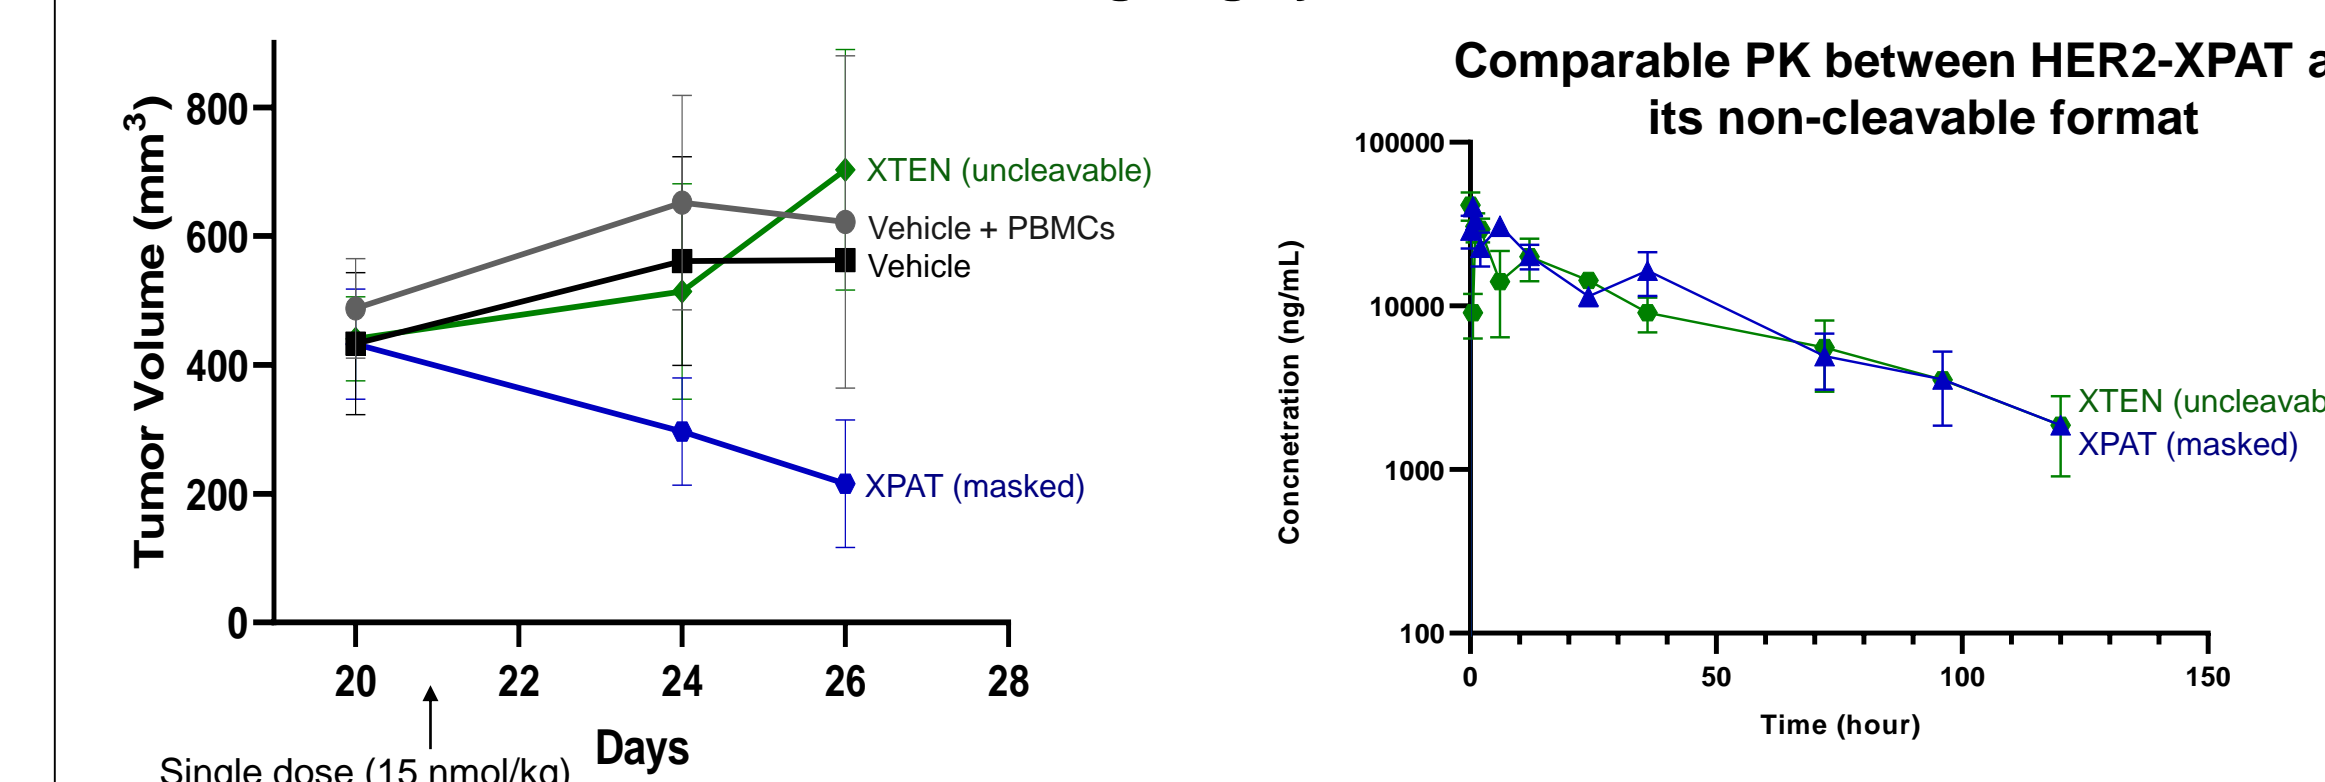 Tumor Volume (mm³)
800
600
400
200
0
20
22
24
26
28
Days
Single dose (15 nmol/kg)
XTEN (uncleavable)
Vehicle + PBMCs
Vehicle
XPAT (masked)
Comparable PK between HER2-XPAT a
its non-cleavable format
Concnetration (ng/mL)
100000
10000
1000
100
0
50
100
150
Time (hour)
XTEN (uncleavab
XPAT (masked)